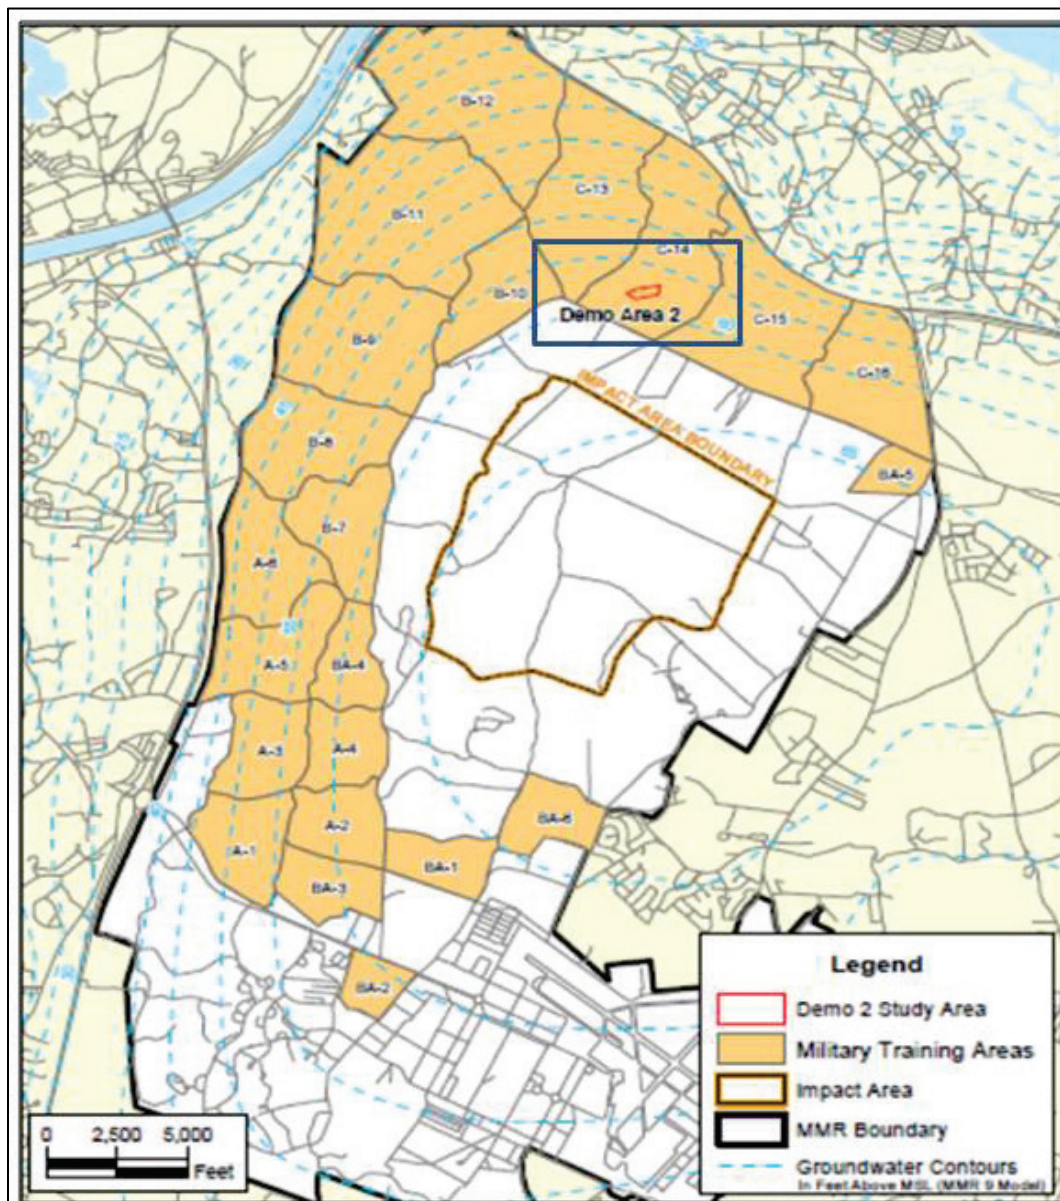 B-12
C-13
B-11
C-14
B-10
Demo Area 2
C-15
B-9
C-16
IMPACT AREA BOUNDARY
B-8
BA-5
B-7
A-6
A-5
BA-4
A-3
A-4
A-2
BA-6
A-1
BA-1
BA-3
BA-2
Legend
Demo 2 Study Area
Military Training Areas
Impact Area
MMR Boundary
Groundwater Contours
In Feet Above MSL (MMR 9 Model)
0 2,500 5,000
Feet